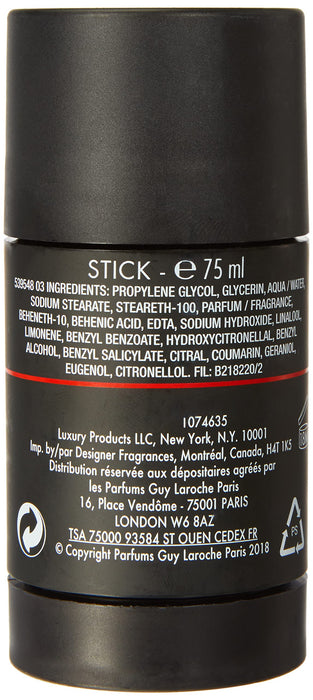 STICK - ℮ 75 ml
539548 03 INGREDIENTS: PROPYLENE GLYCOL, GLYCERIN, AQUA / WATER,
SODIUM STEARATE, STEARETH-100, PARFUM / FRAGRANCE,
BEHENETH-10, BEHENIC ACID, EDTA, SODIUM HYDROXIDE, LINALOOL
LIMONENE, BENZYL BENZOATE, HYDROXYCITRONELLAL, BENZYL
ALCOHOL, BENZYL SALICYLATE, CITRAL, COUMARIN, GERANIOL,
EUGENOL, CITRONELLOL. FIL: B218220/2
1074635
Luxury Products LLC, New York, N.Y. 10001
Imp. by/par Designer Fragrances, Montréal, Canada, H4T 1K5
Distribution réservée aux dépositaires agréés par
les Parfums Guy Laroche Paris
16, Place Vendôme - 75001 PARIS
LONDON W6 8AZ
TSA 75000 93584 ST OUEN CEDEX FR
© Copyright Parfums Guy Laroche Paris 2018
PS